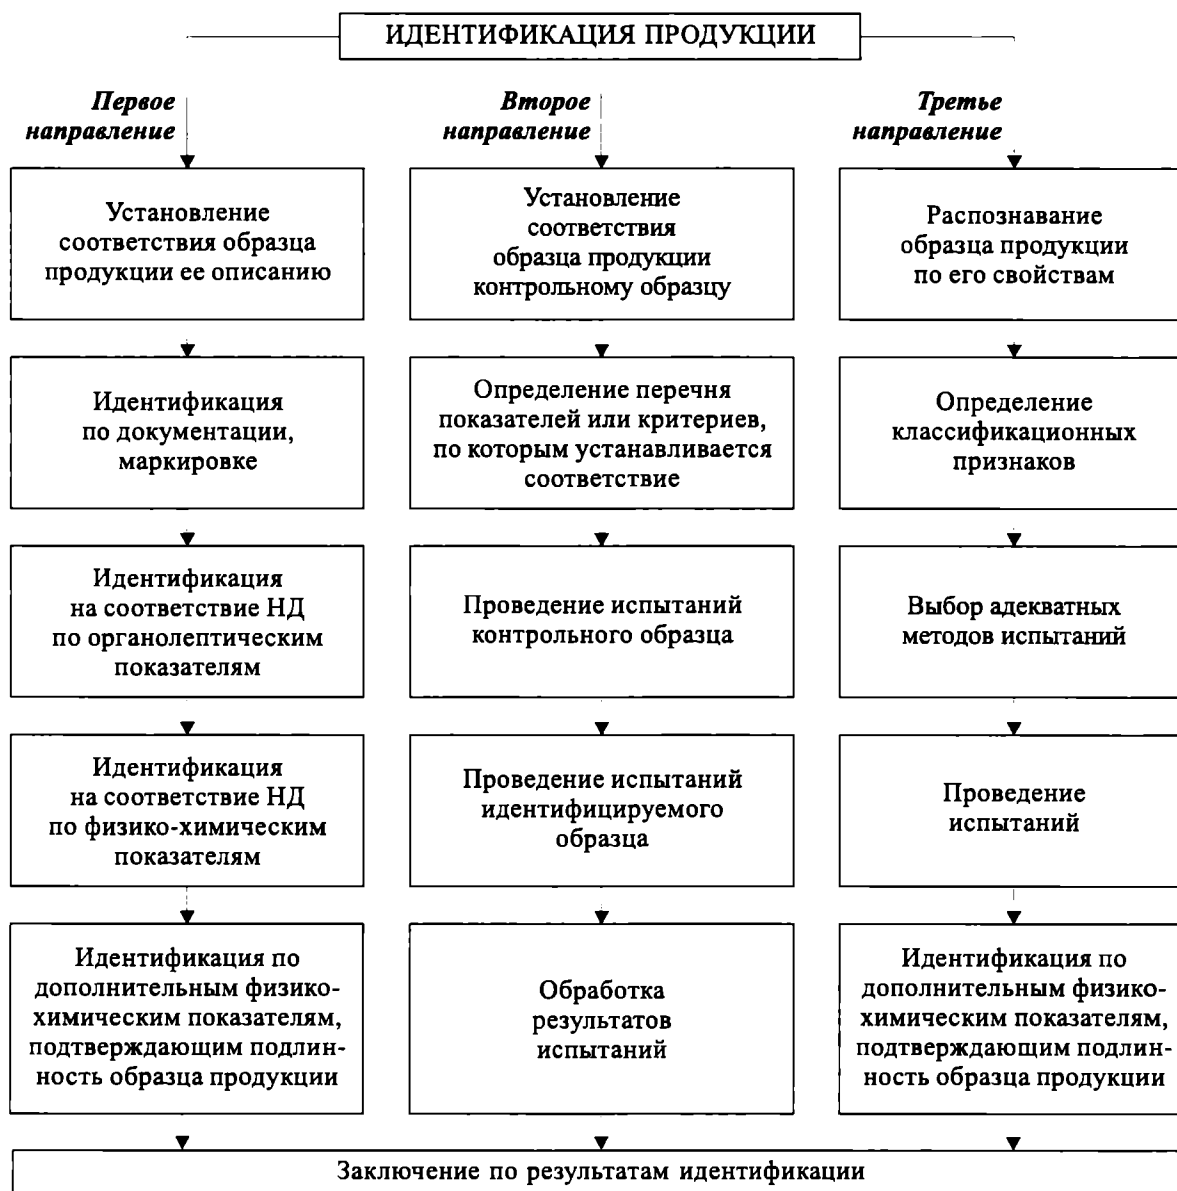 ИДЕНТИФИКАЦИЯ ПРОДУКЦИИ
Первое
направление
Второе
направление
Третье
направление
Установление
соответствия образца
продукции ее описанию
Установление
соответствия
образца продукции
контрольному образцу
Распознавание
образца продукции
по его свойствам
Идентификация
по документации,
маркировке
Определение перечня
показателей или критериев,
по которым устанавливается
соответствие
Определение
классификационных
признаков
Идентификация
на соответствие НД
по органолептическим
показателям
Проведение испытаний
контрольного образца
Выбор адекватных
методов испытаний
Идентификация
на соответствие НД
по физико-химическим
показателям
Проведение испытаний
идентифицируемого
образца
Проведение
испытаний
Идентификация по
дополнительным физико-
химическим показателям,
подтверждающим подлин-
ность образца продукции
Обработка
результатов
испытаний
Идентификация по
дополнительным физико-
химическим показателям,
подтверждающим подлин-
ность образца продукции
Заключение по результатам идентификации